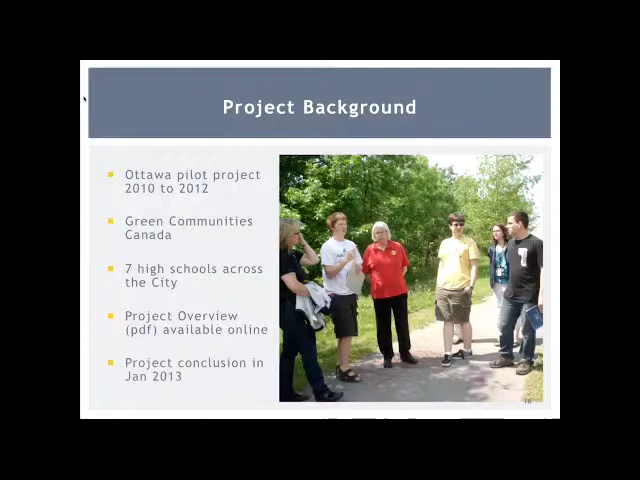 Project Background
Ottawa pilot project
2010 to 2012
Green Communities
Canada
7 high schools across
the City
Project Overview
(pdf) available online
Project conclusion in
Jan 2013